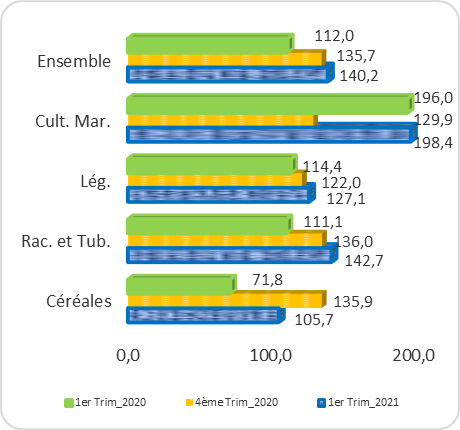 Ensemble
112,0
135,7
140,2
Cult. Mar.
196,0
129,9
198,4
Lég.
114,4
122,0
127,1
Rac. et Tub.
111,1
136,0
142,7
Céréales
71,8
135,9
105,7
0,0 100,0 200,0
1er Trim_2020 4ème Trim_2020 1er Trim_2021